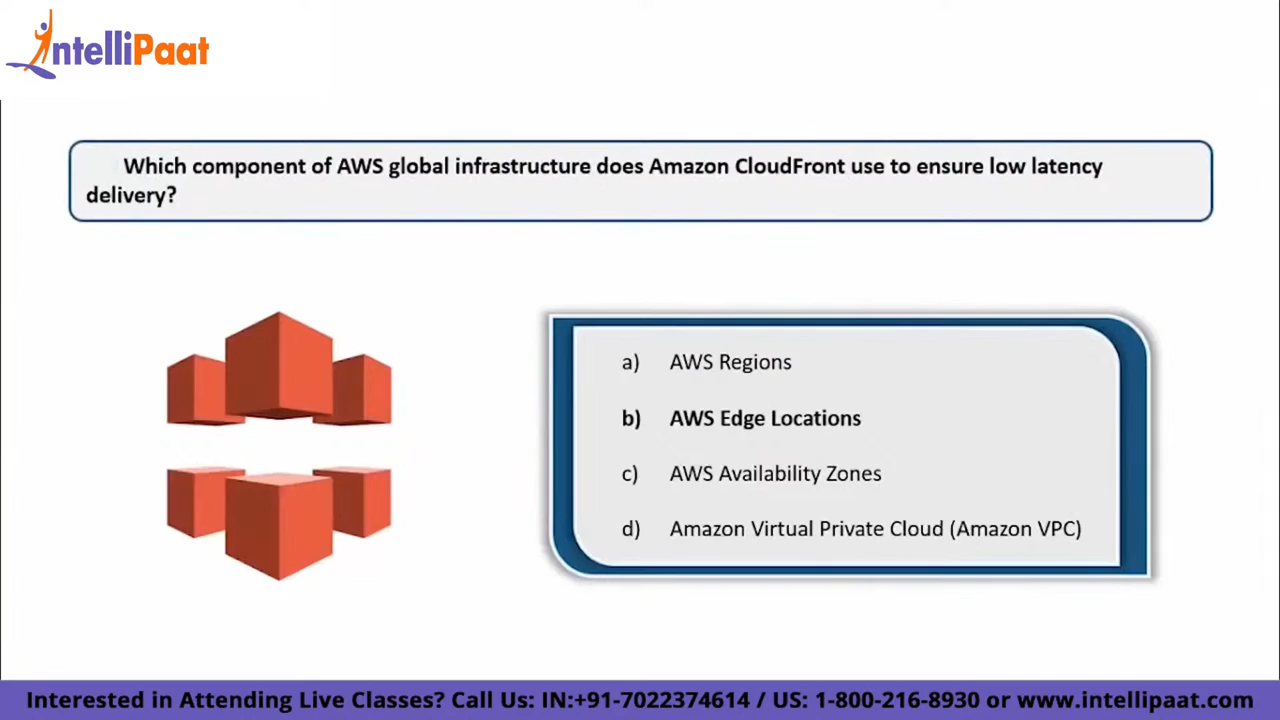 IntelliPaat
Which component of AWS global infrastructure does Amazon CloudFront use to ensure low latency
delivery?
a) AWS Regions
b) AWS Edge Locations
c) AWS Availability Zones
d) Amazon Virtual Private Cloud (Amazon VPC)
Interested in Attending Live Classes? Call Us: IN:+91-7022374614 / US: 1-800-216-8930 or www.intellipaat.com